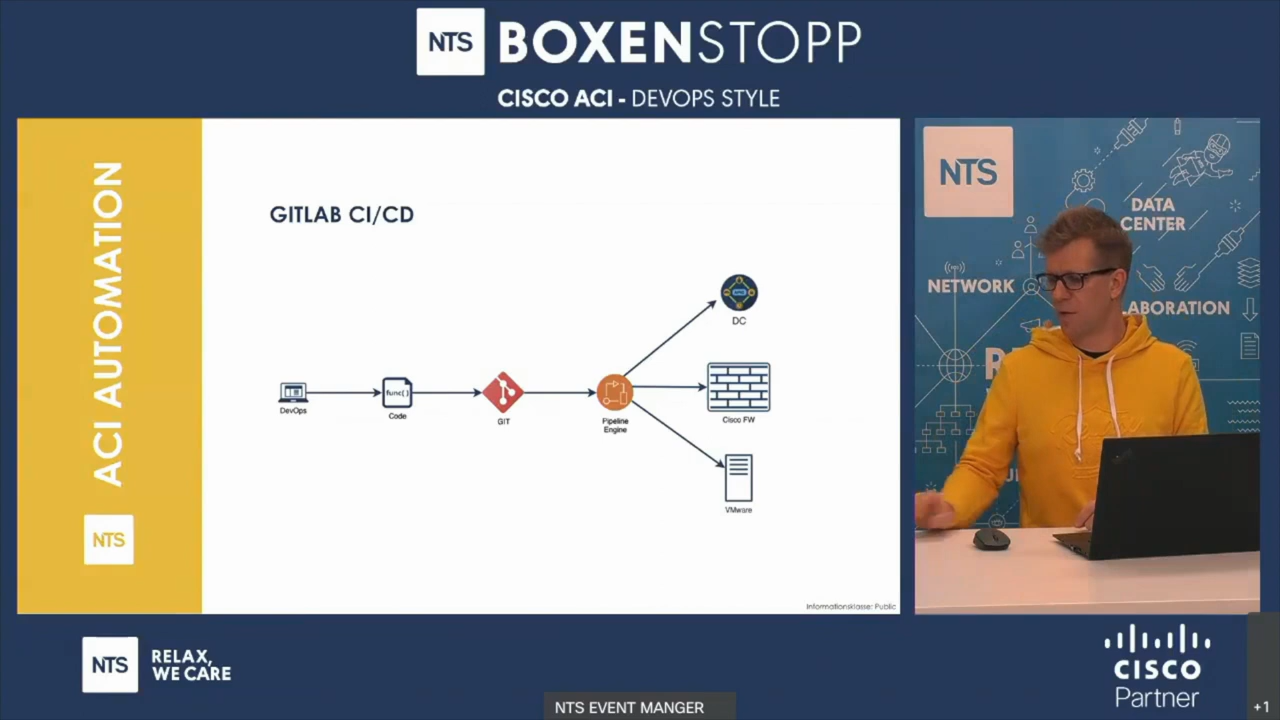 NTS
BOXENSTOPP
CISCO ACI - DEVOPS STYLE
ACI AUTOMATION
NTS
GITLAB CI/CD
DevOps
func()
Code
GIT
Pipeline
Engine
DC
Cisco FW
VMware
Informationsklasse: Public
NTS
DATA
CENTER
NETWORK
LABORATION
NTS
RELAX,
WE CARE
CISCO
Partner
NTS EVENT MANGER
+1